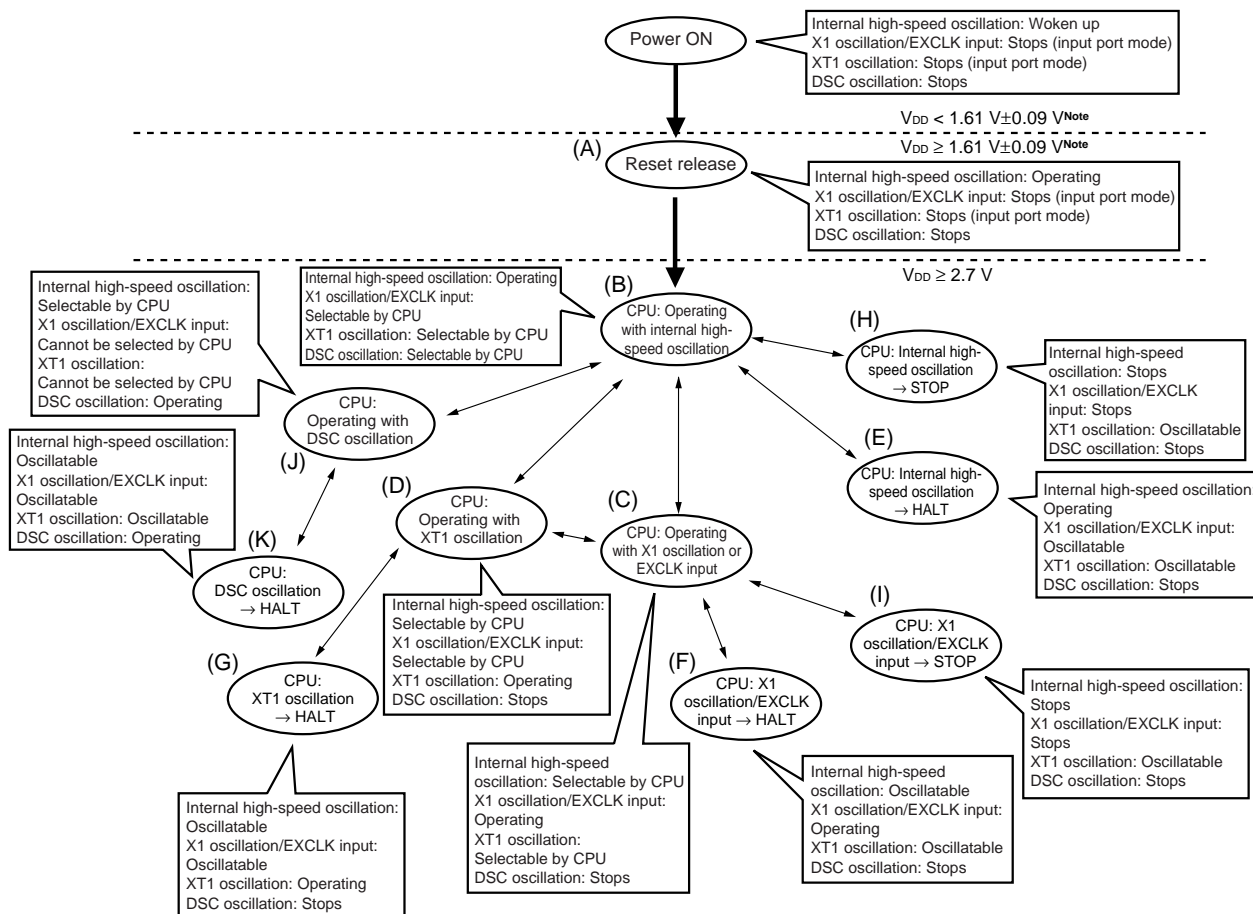 Power ON
Internal high-speed oscillation: Woken up
X1 oscillation/EXCLK input: Stops (input port mode)
XT1 oscillation: Stops (input port mode)
DSC oscillation: Stops
VDD < 1.61 V±0.09 VNote
VDD ≥ 1.61 V±0.09 VNote
(A)
Reset release
Internal high-speed oscillation: Operating
X1 oscillation/EXCLK input: Stops (input port mode)
XT1 oscillation: Stops (input port mode)
DSC oscillation: Stops
VDD ≥ 2.7 V
Internal high-speed oscillation:
Selectable by CPU
X1 oscillation/EXCLK input:
Cannot be selected by CPU
XT1 oscillation:
Cannot be selected by CPU
DSC oscillation: Operating
Internal high-speed oscillation: Operating
X1 oscillation/EXCLK input:
Selectable by CPU
XT1 oscillation: Selectable by CPU
DSC oscillation: Selectable by CPU
(B)
CPU: Operating
with internal high-
speed oscillation
(H)
CPU: Internal high-
speed oscillation
→ STOP
Internal high-speed
oscillation: Stops
X1 oscillation/EXCLK
input: Stops
XT1 oscillation: Oscillatable
DSC oscillation: Stops
CPU:
Operating with
DSC oscillation
(J)
Internal high-speed oscillation:
Oscillatable
X1 oscillation/EXCLK input:
Oscillatable
XT1 oscillation: Oscillatable
DSC oscillation: Operating
(E)
CPU: Internal high-
speed oscillation
→ HALT
Internal high-speed oscillation:
Operating
X1 oscillation/EXCLK input:
Oscillatable
XT1 oscillation: Oscillatable
DSC oscillation: Stops
(D)
CPU:
Operating with
XT1 oscillation
(C)
CPU: Operating
with X1 oscillation or
EXCLK input
(K)
CPU:
DSC oscillation
→ HALT
Internal high-speed oscillation:
Selectable by CPU
X1 oscillation/EXCLK input:
Selectable by CPU
XT1 oscillation: Operating
DSC oscillation: Stops
(I)
CPU: X1
oscillation/EXCLK
input → STOP
(G)
CPU:
XT1 oscillation
→ HALT
(F)
CPU: X1
oscillation/EXCLK
input → HALT
Internal high-speed oscillation:
Stops
X1 oscillation/EXCLK input:
Stops
XT1 oscillation: Oscillatable
DSC oscillation: Stops
Internal high-speed
oscillation: Selectable by CPU
X1 oscillation/EXCLK input:
Operating
XT1 oscillation:
Selectable by CPU
DSC oscillation: Stops
Internal high-speed
oscillation: Oscillatable
X1 oscillation/EXCLK input:
Operating
XT1 oscillation: Oscillatable
DSC oscillation: Stops
Internal high-speed oscillation:
Oscillatable
X1 oscillation/EXCLK input:
Oscillatable
XT1 oscillation: Operating
DSC oscillation: Stops